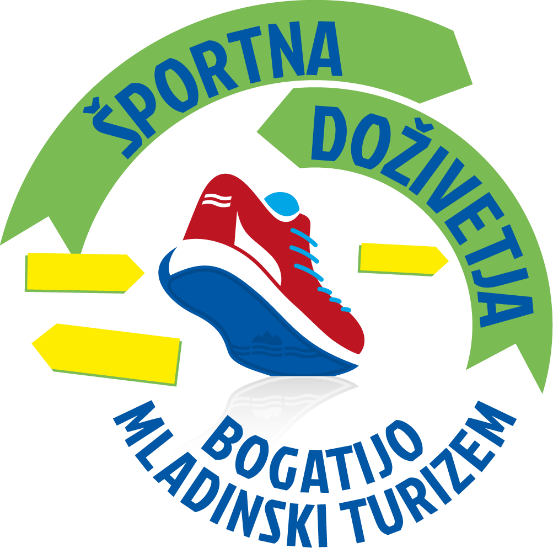 ŠPORTNA
DOŽIVETJA
BOGATIJO
MLADINSKI TURIZEM